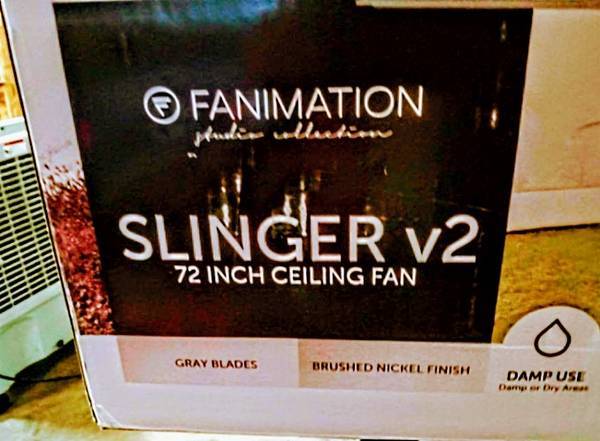 FANIMATION
studio collection
SLINGER v2
72 INCH CEILING FAN
GRAY BLADES
BRUSHED NICKEL FINISH
DAMP USE
Damp or Dry Areas